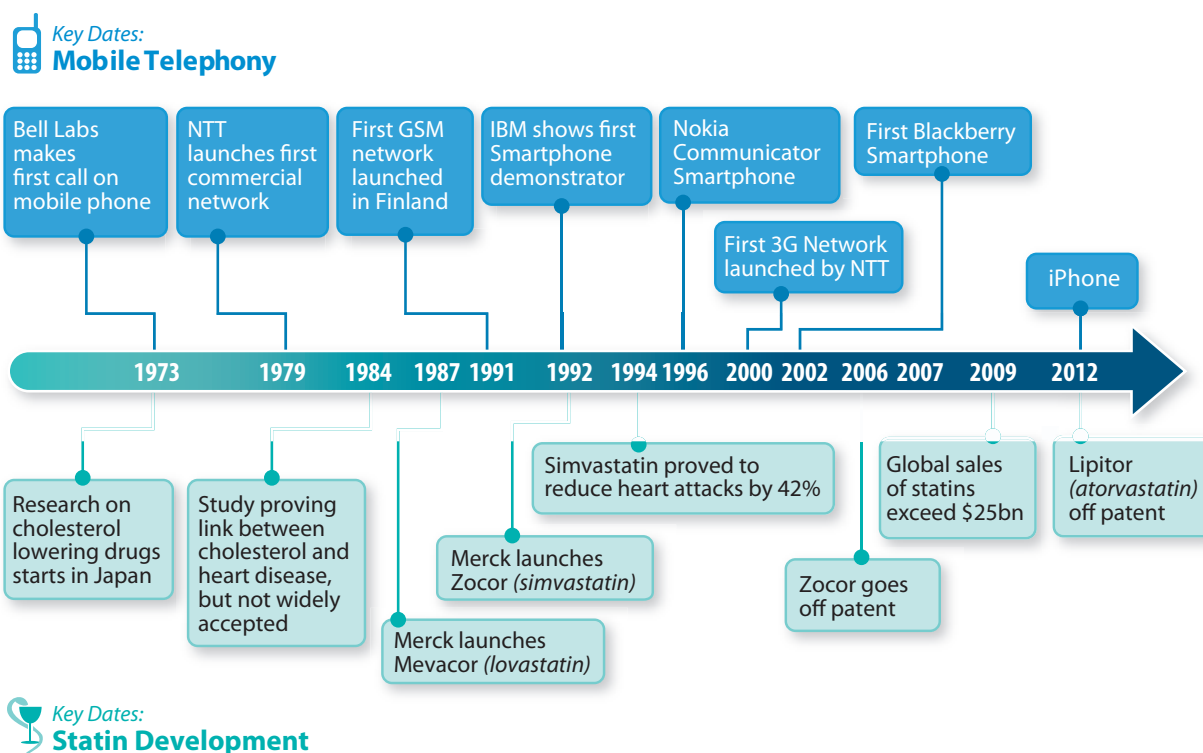 Key Dates:
Mobile Telephony
Bell Labs
makes
first call on
mobile phone
NTT
launches first
commercial
network
First GSM
network
launched
in Finland
IBM shows first
Smartphone
demonstrator
Nokia
Communicator
Smartphone
First 3G Network
launched by NTT
First Blackberry
Smartphone
iPhone
1973 1979 1984 1987 1991 1992 1994 1996 2000 2002 2006 2007 2009 2012
Research on
cholesterol
lowering drugs
starts in Japan
Study proving
link between
cholesterol and
heart disease,
but not widely
accepted
Merck launches
Mevacor (lovastatin)
Merck launches
Zocor (simvastatin)
Simvastatin proved to
reduce heart attacks by 42%
Zocor goes
off patent
Global sales
of statins
exceed $25bn
Lipitor
(atorvastatin)
off patent
Key Dates:
Statin Development